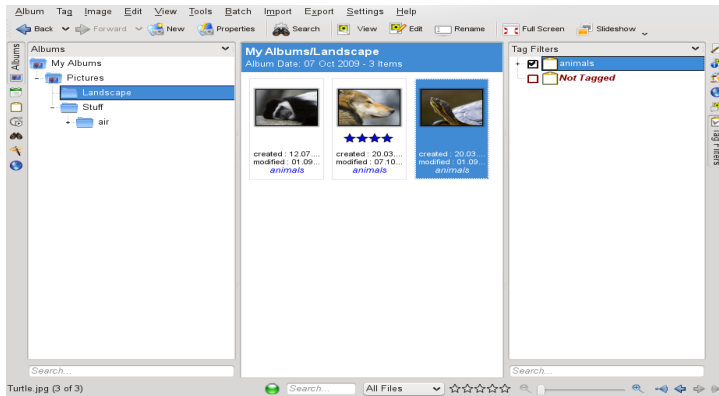 Album Tag Image Edit View Tools Batch Import Export Settings Help
Back Forward New Properties Search View Edit Rename Full Screen Slideshow
Albums
Albums
My Albums
Pictures
Landscape
Stuff
air
Search...
My Albums/Landscape
Album Date: 07 Oct 2009 - 3 Items
created : 12.07....
modified : 01.09...
animals
created : 20.03....
modified : 07.10...
animals
created : 20.03....
modified : 01.09...
animals
Tag Filters
animals
Not Tagged
Search...
Tag Filters
Turtle.jpg (3 of 3)
Search...
All Files